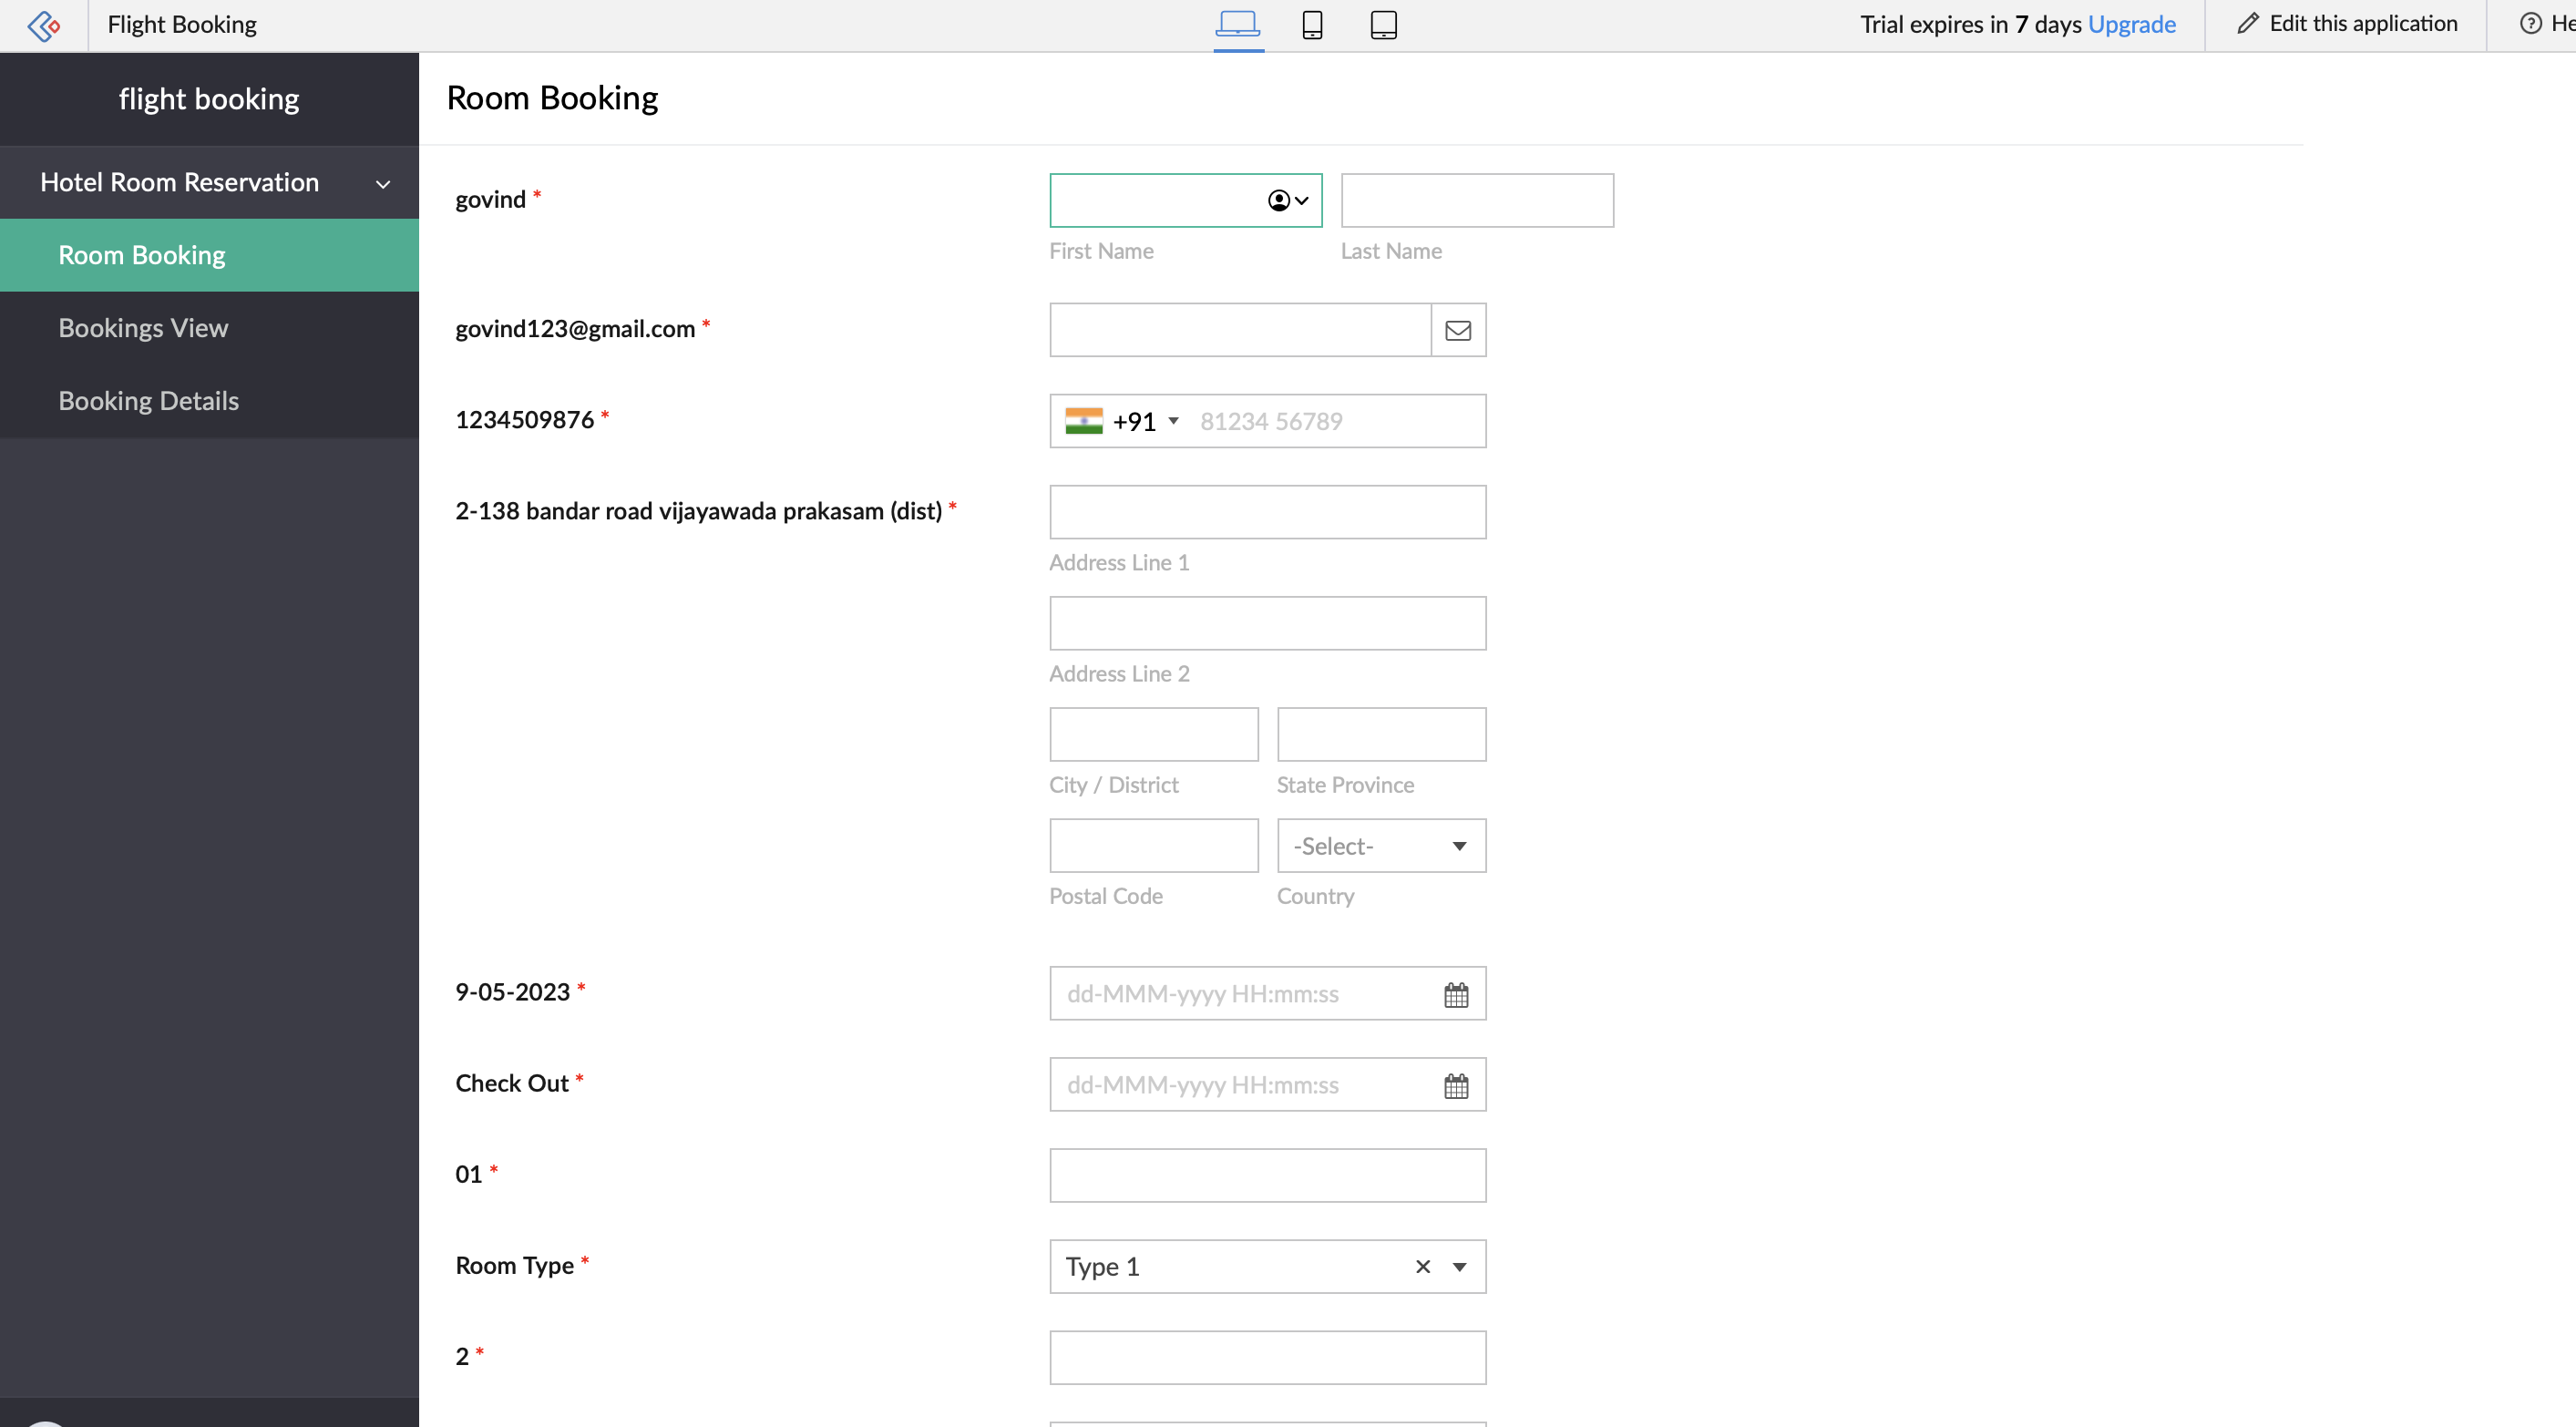 Flight Booking
Trial expires in 7 days Upgrade
Edit this application
flight booking
Hotel Room Reservation
Room Booking
Bookings View
Booking Details
Room Booking
govind *
First Name
Last Name
govind123@gmail.com *
1234509876 *
+91
81234 56789
2-138 bandar road vijayawada prakasam (dist) *
Address Line 1
Address Line 2
City / District
State Province
-Select-
Postal Code
Country
9-05-2023 *
dd-MMM-yyyy HH:mm:ss
Check Out *
dd-MMM-yyyy HH:mm:ss
01 *
Room Type *
Type 1
2 *